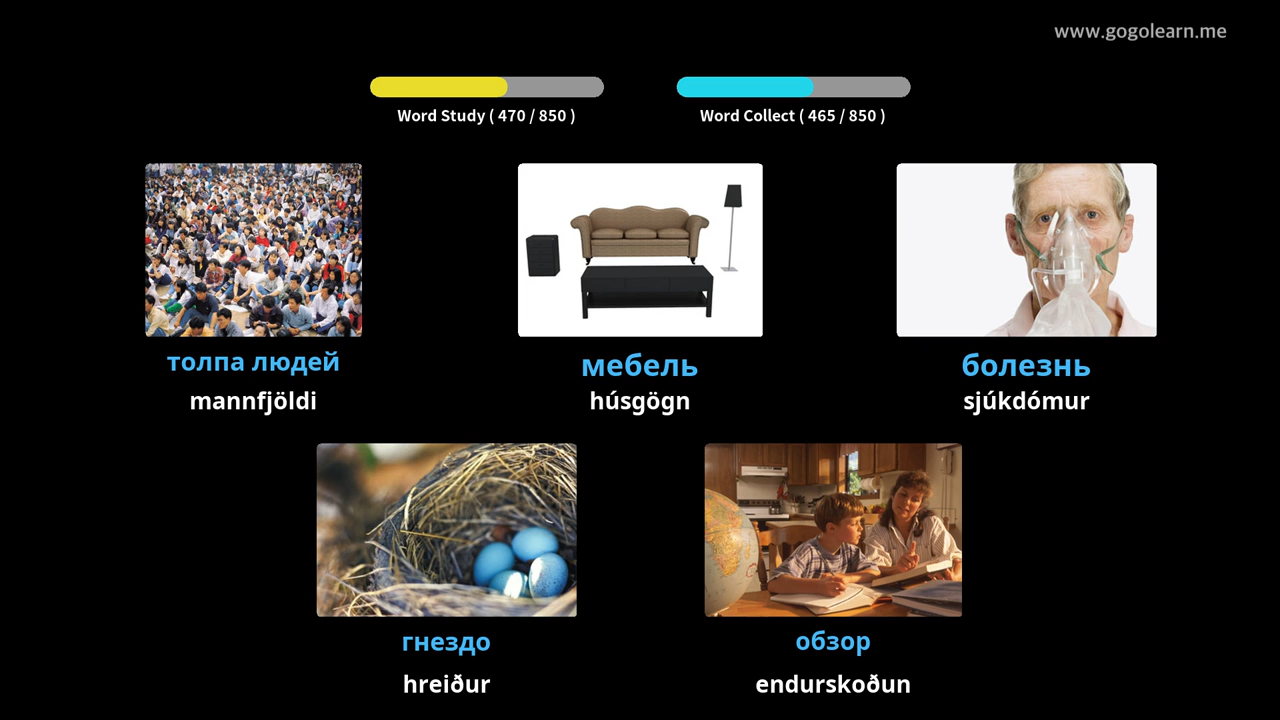 www.gogolearn.me
Word Study ( 470 / 850 )
Word Collect ( 465 / 850 )
толпа людей
mannfjöldi
мебель
húsgögn
болезнь
sjúkdómur
гнездо
hreiður
обзор
endurskoðun